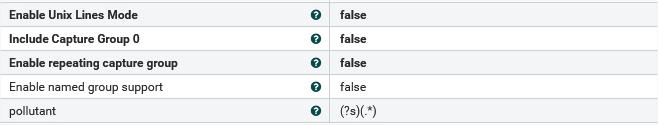 Enable Unix Lines Mode false
Include Capture Group 0 false
Enable repeating capture group false
Enable named group support false
pollutant (?s)(.*)